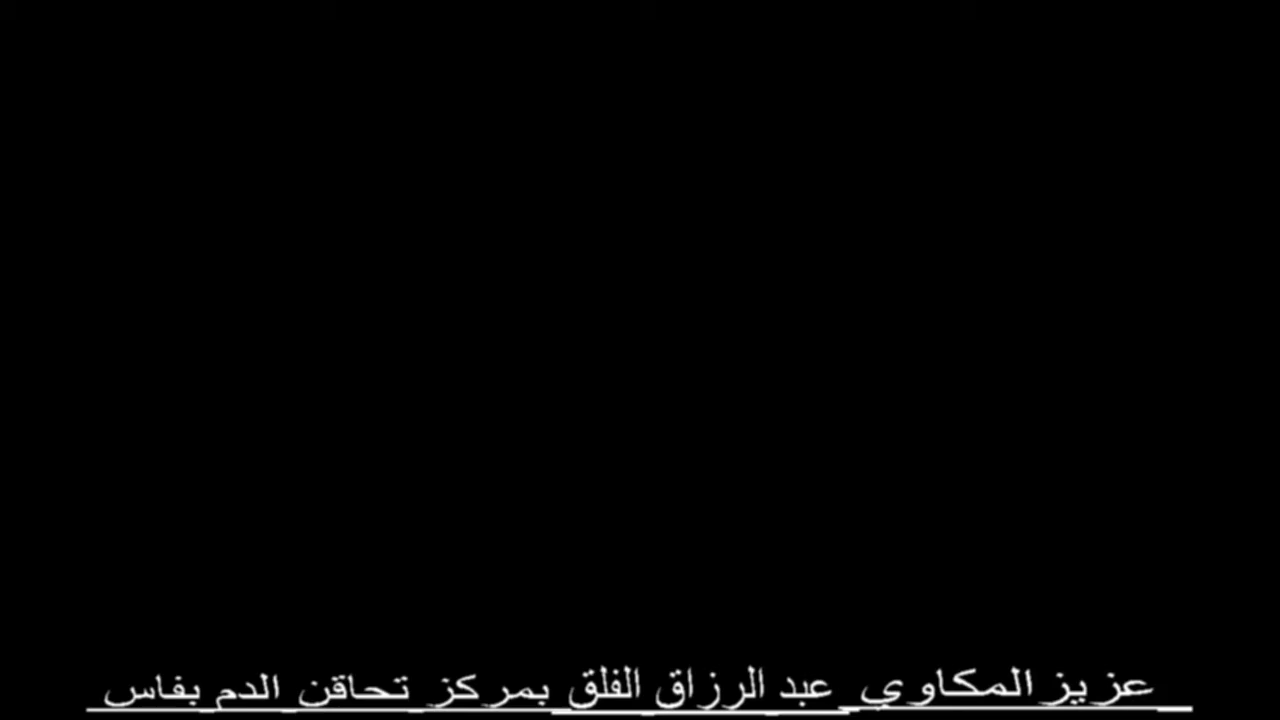 عزيز المكاوي عبد الرزاق الفلق بمركز تحاقن الدم بفاس